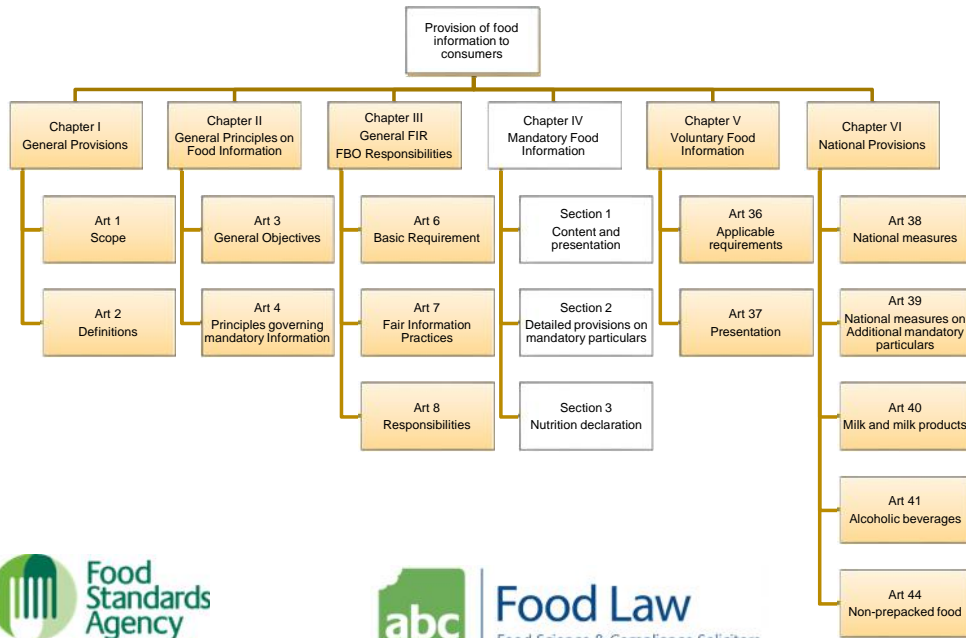 Provision of food
information to
consumers
Chapter I
General Provisions
Chapter II
General Principles on
Food Information
Chapter III
General FIR
FBO Responsibilities
Chapter IV
Mandatory Food
Information
Chapter V
Voluntary Food
Information
Chapter VI
National Provisions
Art 1
Scope
Art 2
Definitions
Art 3
General Objectives
Art 4
Principles governing
mandatory Information
Art 6
Basic Requirement
Art 7
Fair Information
Practices
Art 8
Responsibilities
Section 1
Content and
presentation
Section 2
Detailed provisions on
mandatory particulars
Section 3
Nutrition declaration
Art 36
Applicable
requirements
Art 37
Presentation
Art 38
National measures
Art 39
National measures on
Additional mandatory
particulars
Art 40
Milk and milk products
Art 41
Alcoholic beverages
Art 44
Non-prepacked food
Food
Standards
Agency
abc
Food Law
Food Science & Compliance Solicitors